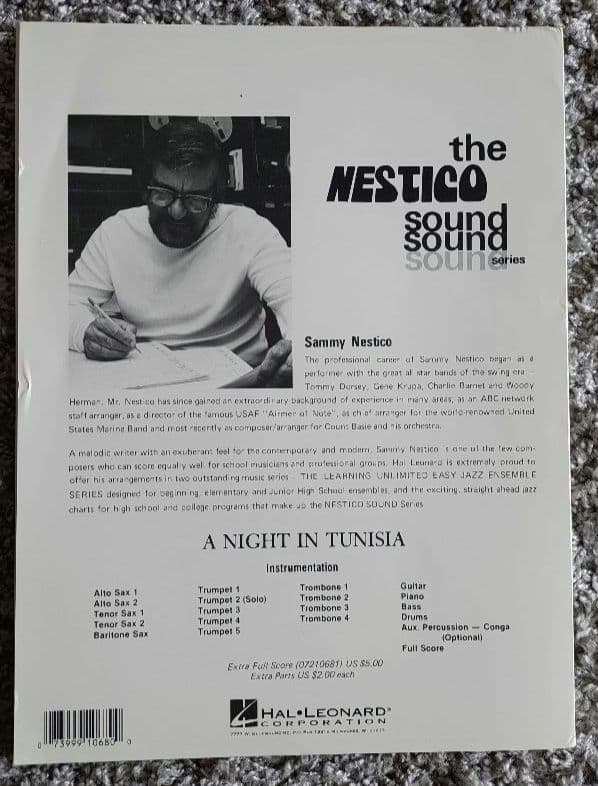 the
NESTICO
sound
sound
sound series
Sammy Nestico
The professional career of Sammy Nestico began as a
performer with the great all star bands of the swing era –
Tommy Dorsey, Gene Krupa, Charlie Barnet and Woody
Herman. Mr. Nestico has since gained an extraordinary background of experience in many areas, as an ABC network
staff arranger, as a director of the famous USAF "Airmen of Note", as chief arranger for the world-renowned United
States Marine Band and most recently as composer/arranger for Count Basie and his orchestra.
A melodic writer with an exuberant feel for the contemporary and modern, Sammy Nestico is one of the few com-
posers who can score equally well for school musicians and professional groups. Hal Leonard is extremely proud to
offer his arrangements in two outstanding music series . THE LEARNING UNLIMITED EASY JAZZ ENSEMBLE
SERIES designed for beginning, elementary and Junior High School ensembles, and the exciting, straight ahead jazz
charts for high school and college programs that make up the NESTICO SOUND Series
A NIGHT IN TUNISIA
Instrumentation
Alto Sax 1
Alto Sax 2
Tenor Sax 1
Tenor Sax 2
Baritone Sax
Trumpet 1
Trumpet 2 (Solo)
Trumpet 3
Trumpet 4
Trumpet 5
Trombone 1
Trombone 2
Trombone 3
Trombone 4
Guitar
Piano
Bass
Drums
Aux. Percussion — Conga
(Optional)
Full Score
Extra Full Score (07210681) US $5.00
Extra Parts US $2.00 each
HAL•LEONARD®
CORPORATION
0 73999 10680 0